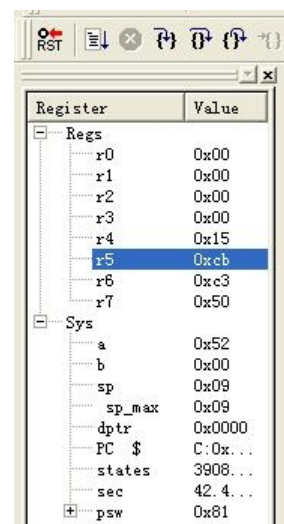 RST
Register Value
Regs
r0 0x00
r1 0x00
r2 0x00
r3 0x00
r4 0x15
r5 0xcb
r6 0xc3
r7 0x50
Sys
a 0x52
b 0x00
sp 0x09
sp_max 0x09
dptr 0x0000
PC $ C:0x...
states 3908...
sec 42.4...
psw 0x81